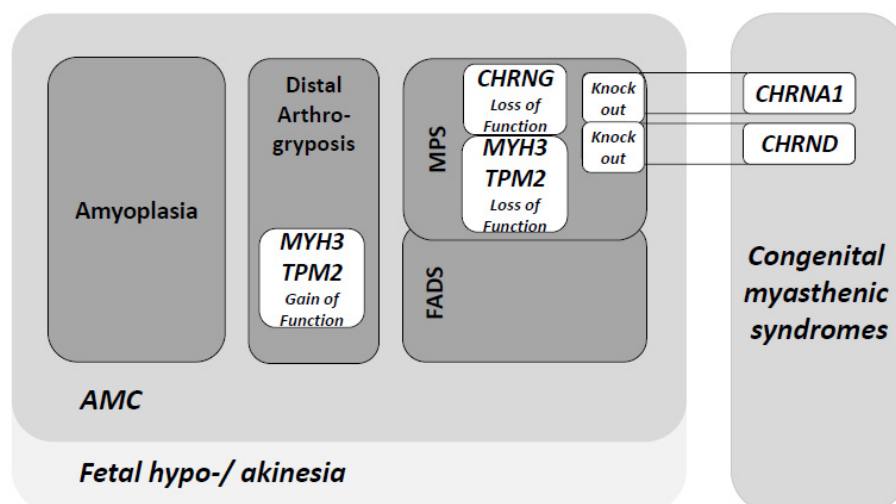 Amyoplasia
Distal
Arthro-
gryposis
MYH3
TPM2
Gain of
Function
MPS
CHRNG
Loss of
Function
MYH3
TPM2
Loss of
Function
Knock
out
Knock
out
FADS
AMC
Fetal hypo-/ akinesia
CHRNA1
CHRND
Congenital
myasthenic
syndromes